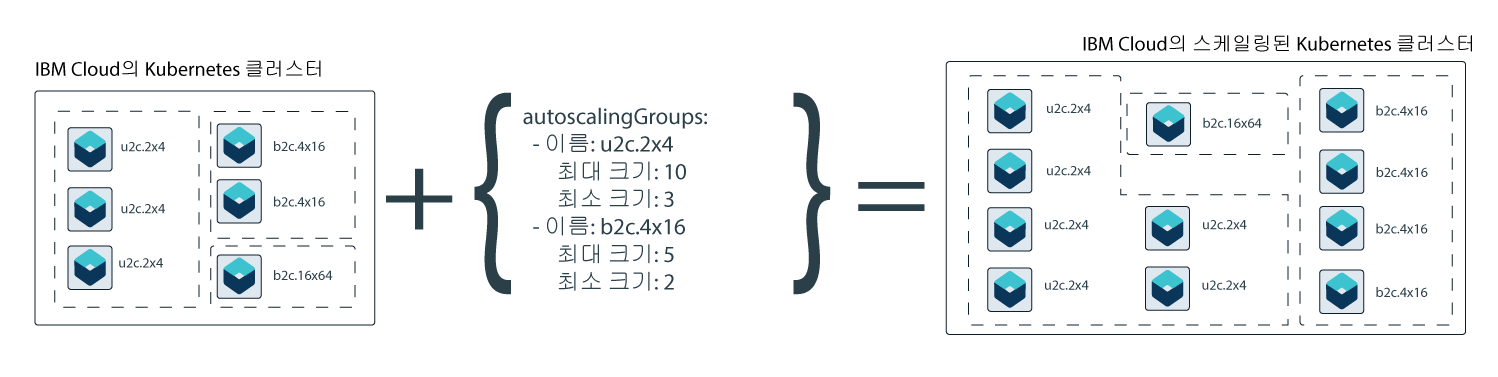 IBM Cloud의 Kubernetes 클러스터
u2c.2x4
u2c.2x4
u2c.2x4
b2c.4x16
b2c.4x16
b2c.16x64
+
{
autoscalingGroups:
- 이름: u2c.2x4
최대 크기: 10
최소 크기: 3
- 이름: b2c.4x16
최대 크기: 5
최소 크기: 2
}
=
IBM Cloud의 스케일링된 Kubernetes 클러스터
u2c.2x4
u2c.2x4
u2c.2x4
u2c.2x4
b2c.16x64
u2c.2x4
u2c.2x4
b2c.4x16
b2c.4x16
b2c.4x16
b2c.4x16